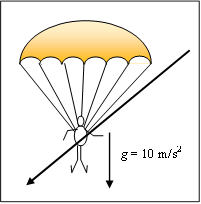 g = 10 m/s²